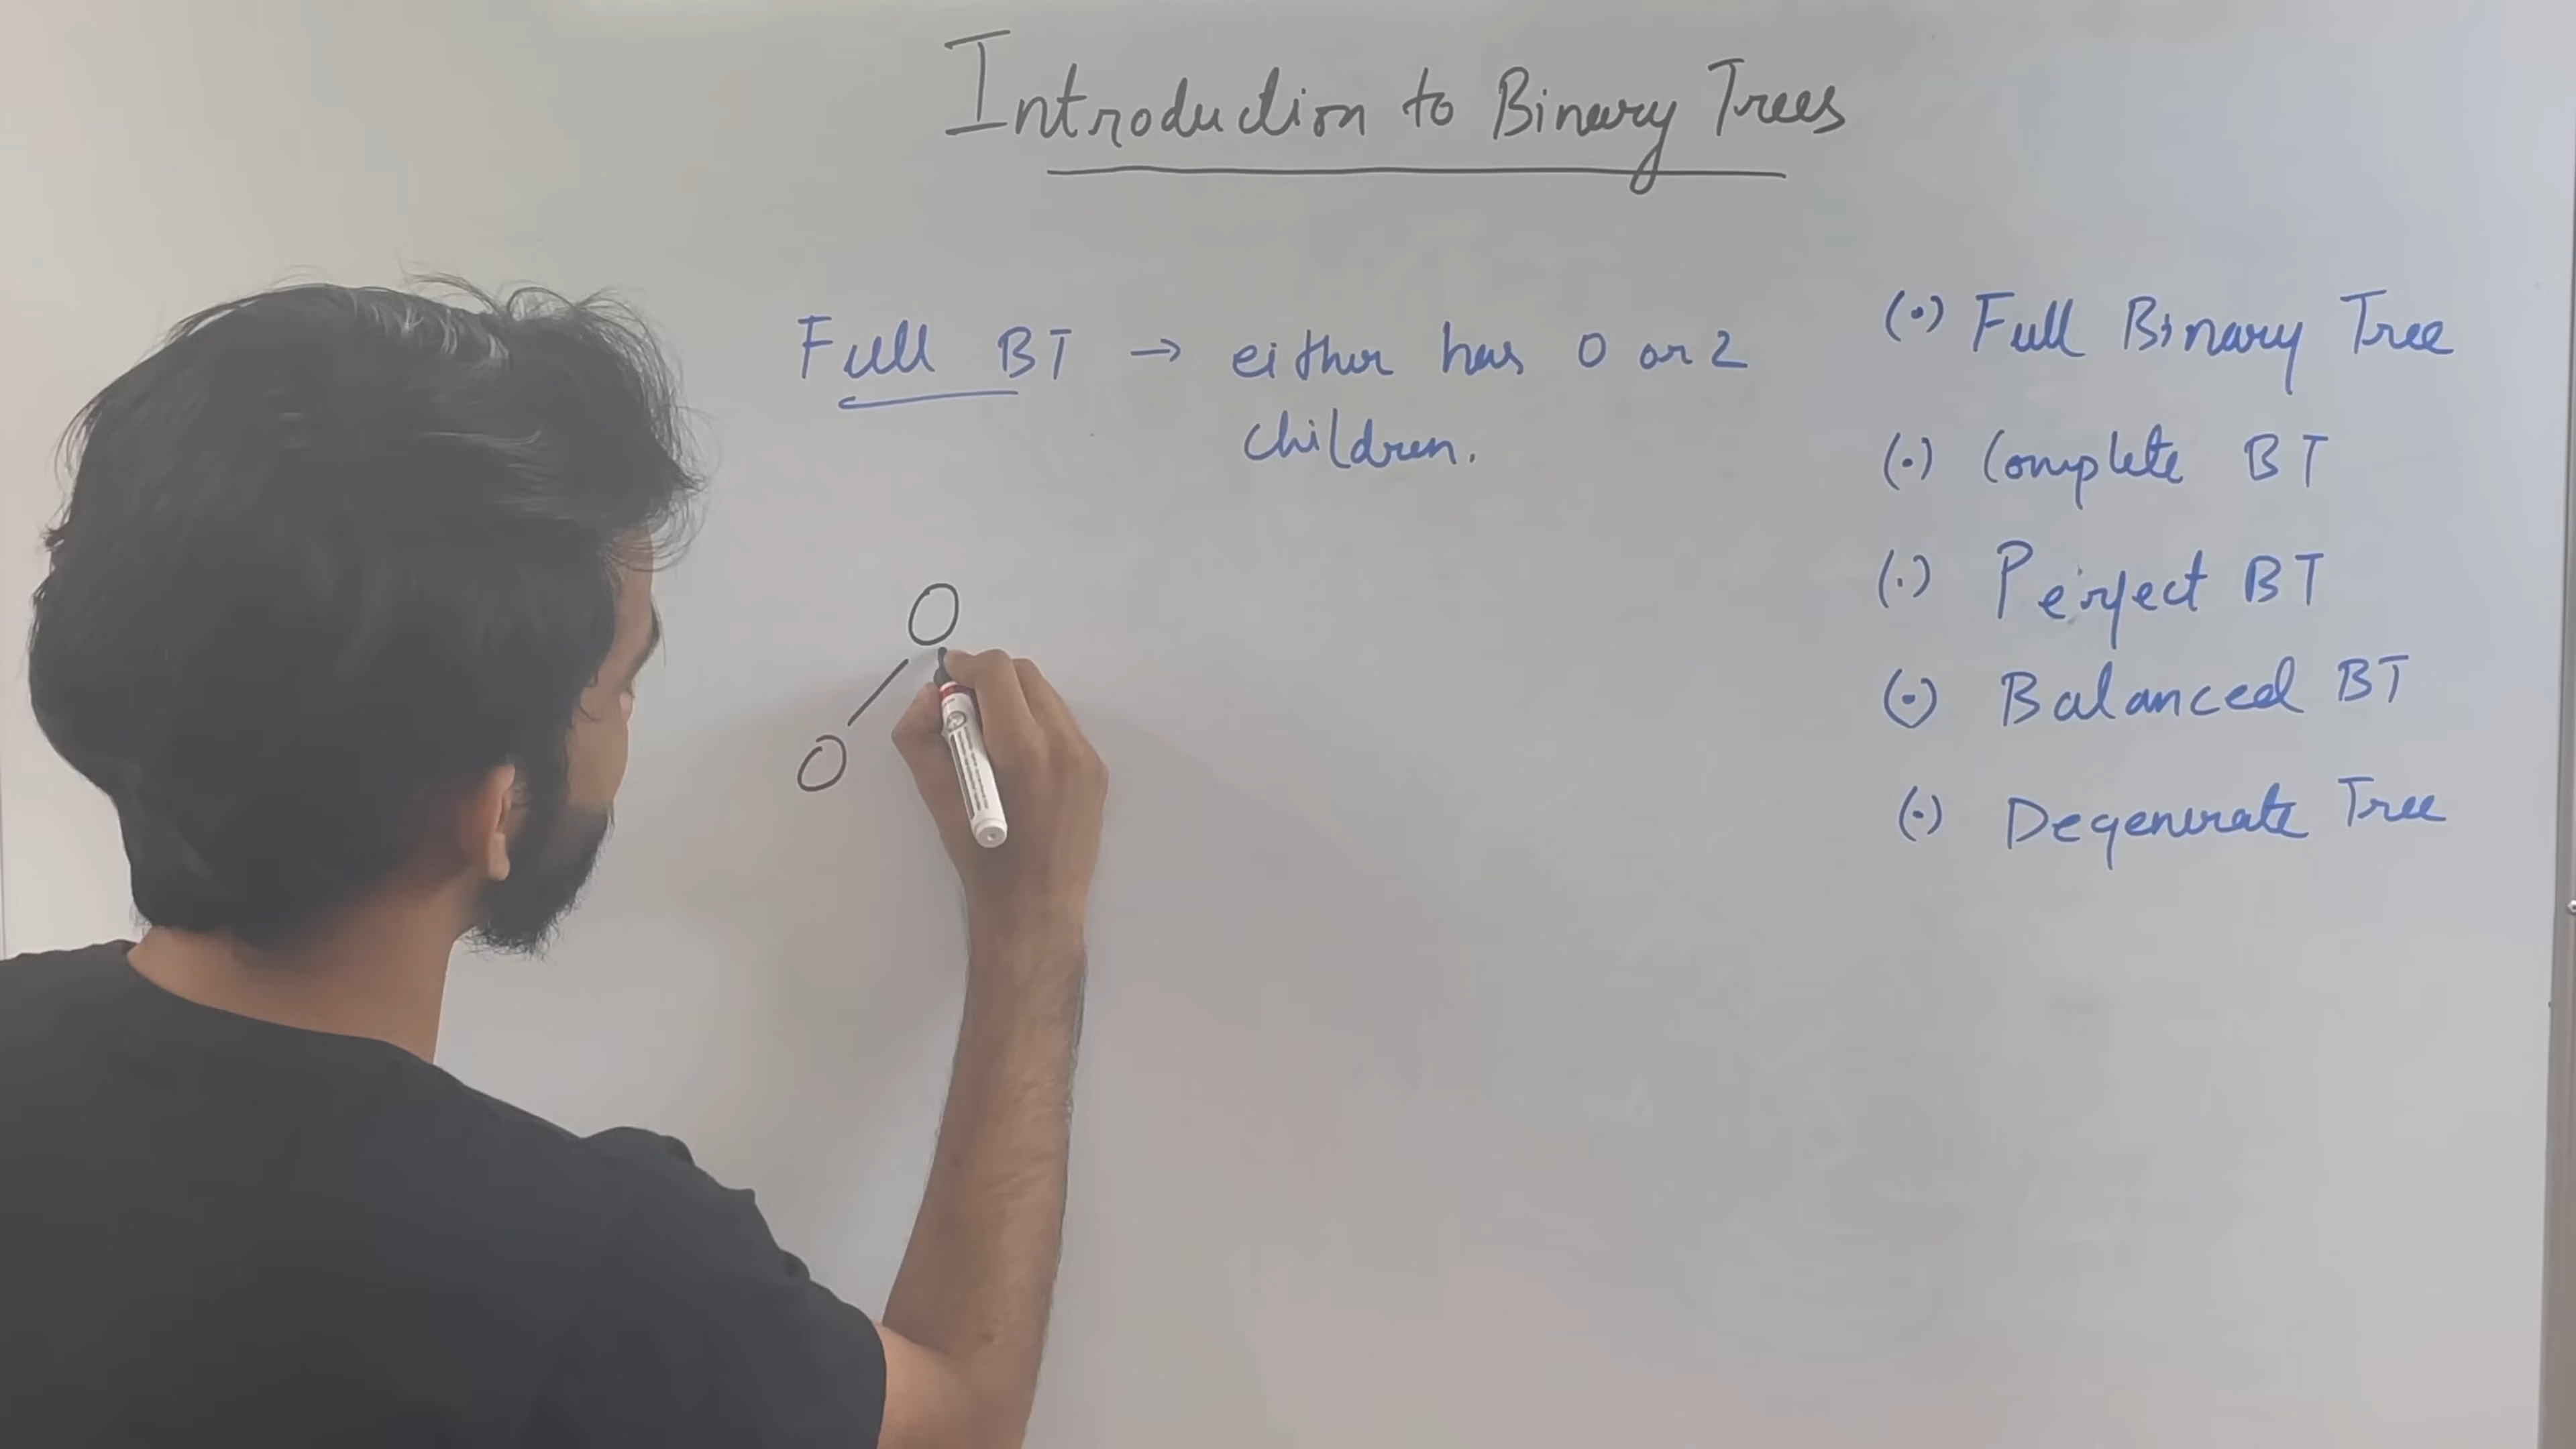 Introduction to Binary Trees
Full BT → either has 0 or 2
children.
(•) Full Binary Tree
(•) Complete BT
(•) Perfect BT
(•) Balanced BT
(•) Degenerate Tree